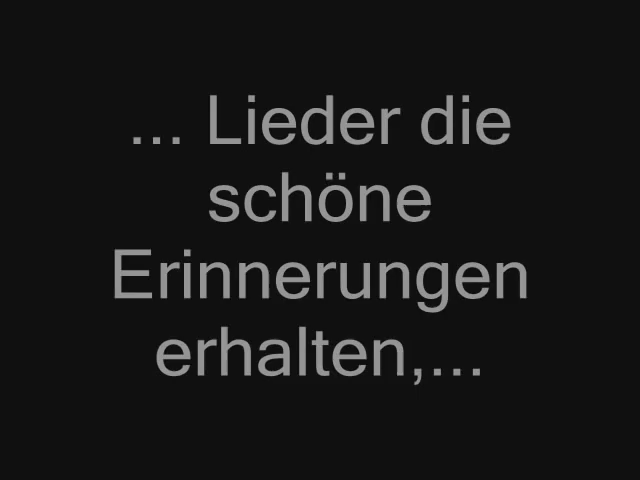 ... Lieder die
schöne
Erinnerungen
erhalten,...